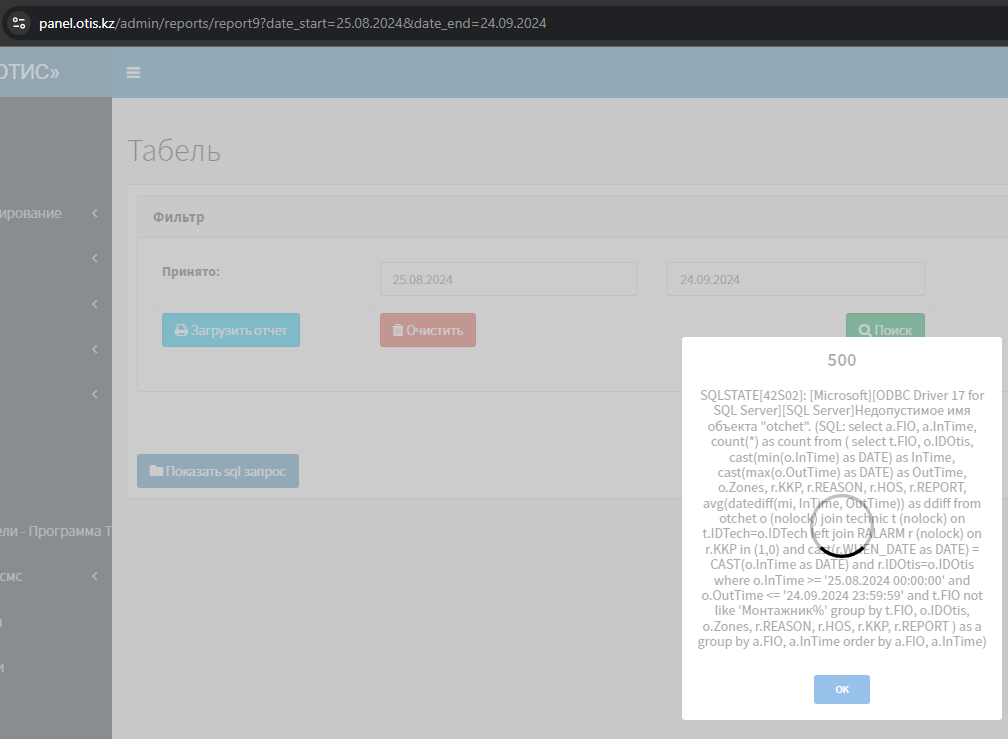 panel.otis.kz/admin/reports/report9?date_start=25.08.2024&date_end=24.09.2024
ОТИС»
Табель
ирование
Фильтр
Принято:
25.08.2024
24.09.2024
Загрузить отчет
Очистить
Поиск
500
SQLSTATE[42S02]: [Microsoft][ODBC Driver 17 for
SQL Server][SQL Server]Недопустимое имя
объекта "otchet". (SQL: select a.FIO, a.InTime,
count(*) as count from ( select t.FIO, o.IDOtis,
cast(min(o.InTime) as DATE) as InTime,
cast(max(o.OutTime) as DATE) as OutTime,
o.Zones, r.KKP, r.REASON, r.HOS, r.REPORT,
avg(datediff(mi, InTime, OutTime)) as ddiff from
otchet o (nolock) join technic t (nolock) on
t.IDTech=o.IDTech left join RALARM r (nolock) on
r.KKP in (1,0) and cast(r.WHEN_DATE as DATE) =
CAST(o.InTime as DATE) and r.IDOtis=o.IDOtis
where o.InTime >= '25.08.2024 00:00:00' and
o.OutTime <= '24.09.2024 23:59:59' and t.FIO not
like 'Монтажник%' group by t.FIO, o.IDOtis,
o.Zones, r.REASON, r.HOS, r.KKP, r.REPORT ) as a
group by a.FIO, a.InTime order by a.FIO, a.InTime)
OK
Показать sql запрос
ели - Программа Т
смс